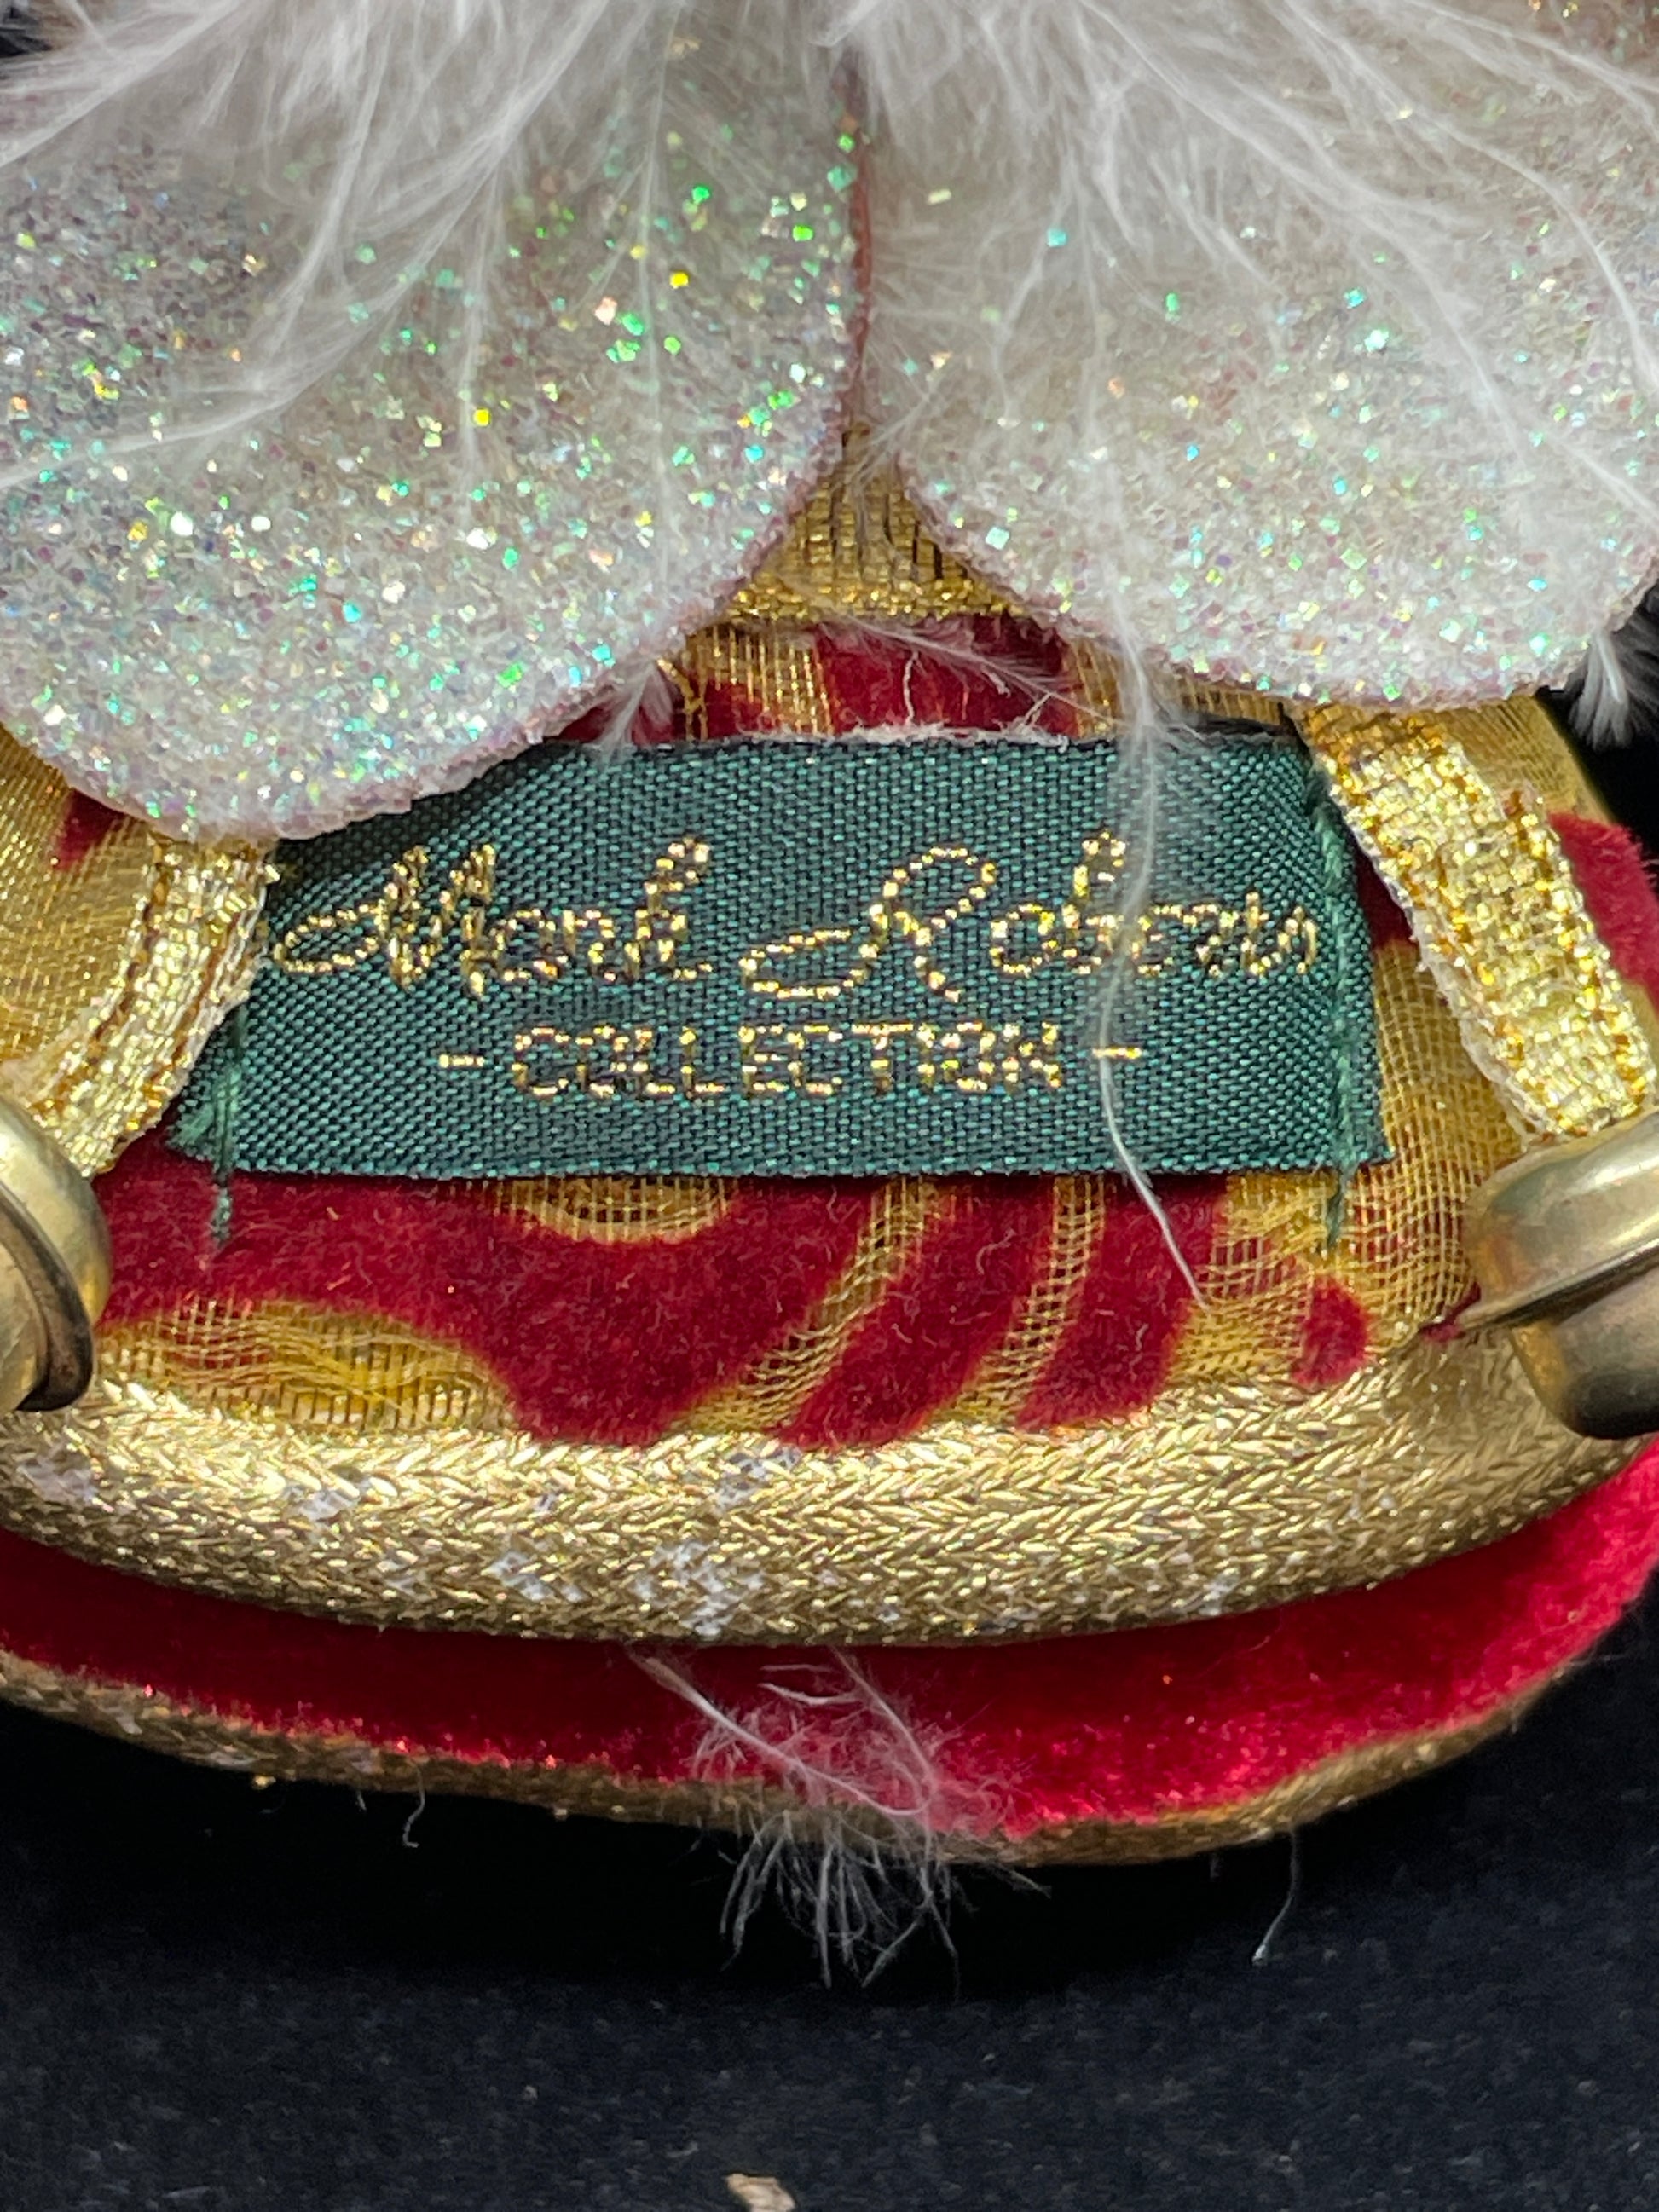 Mark Roberts
- COLLECTION -